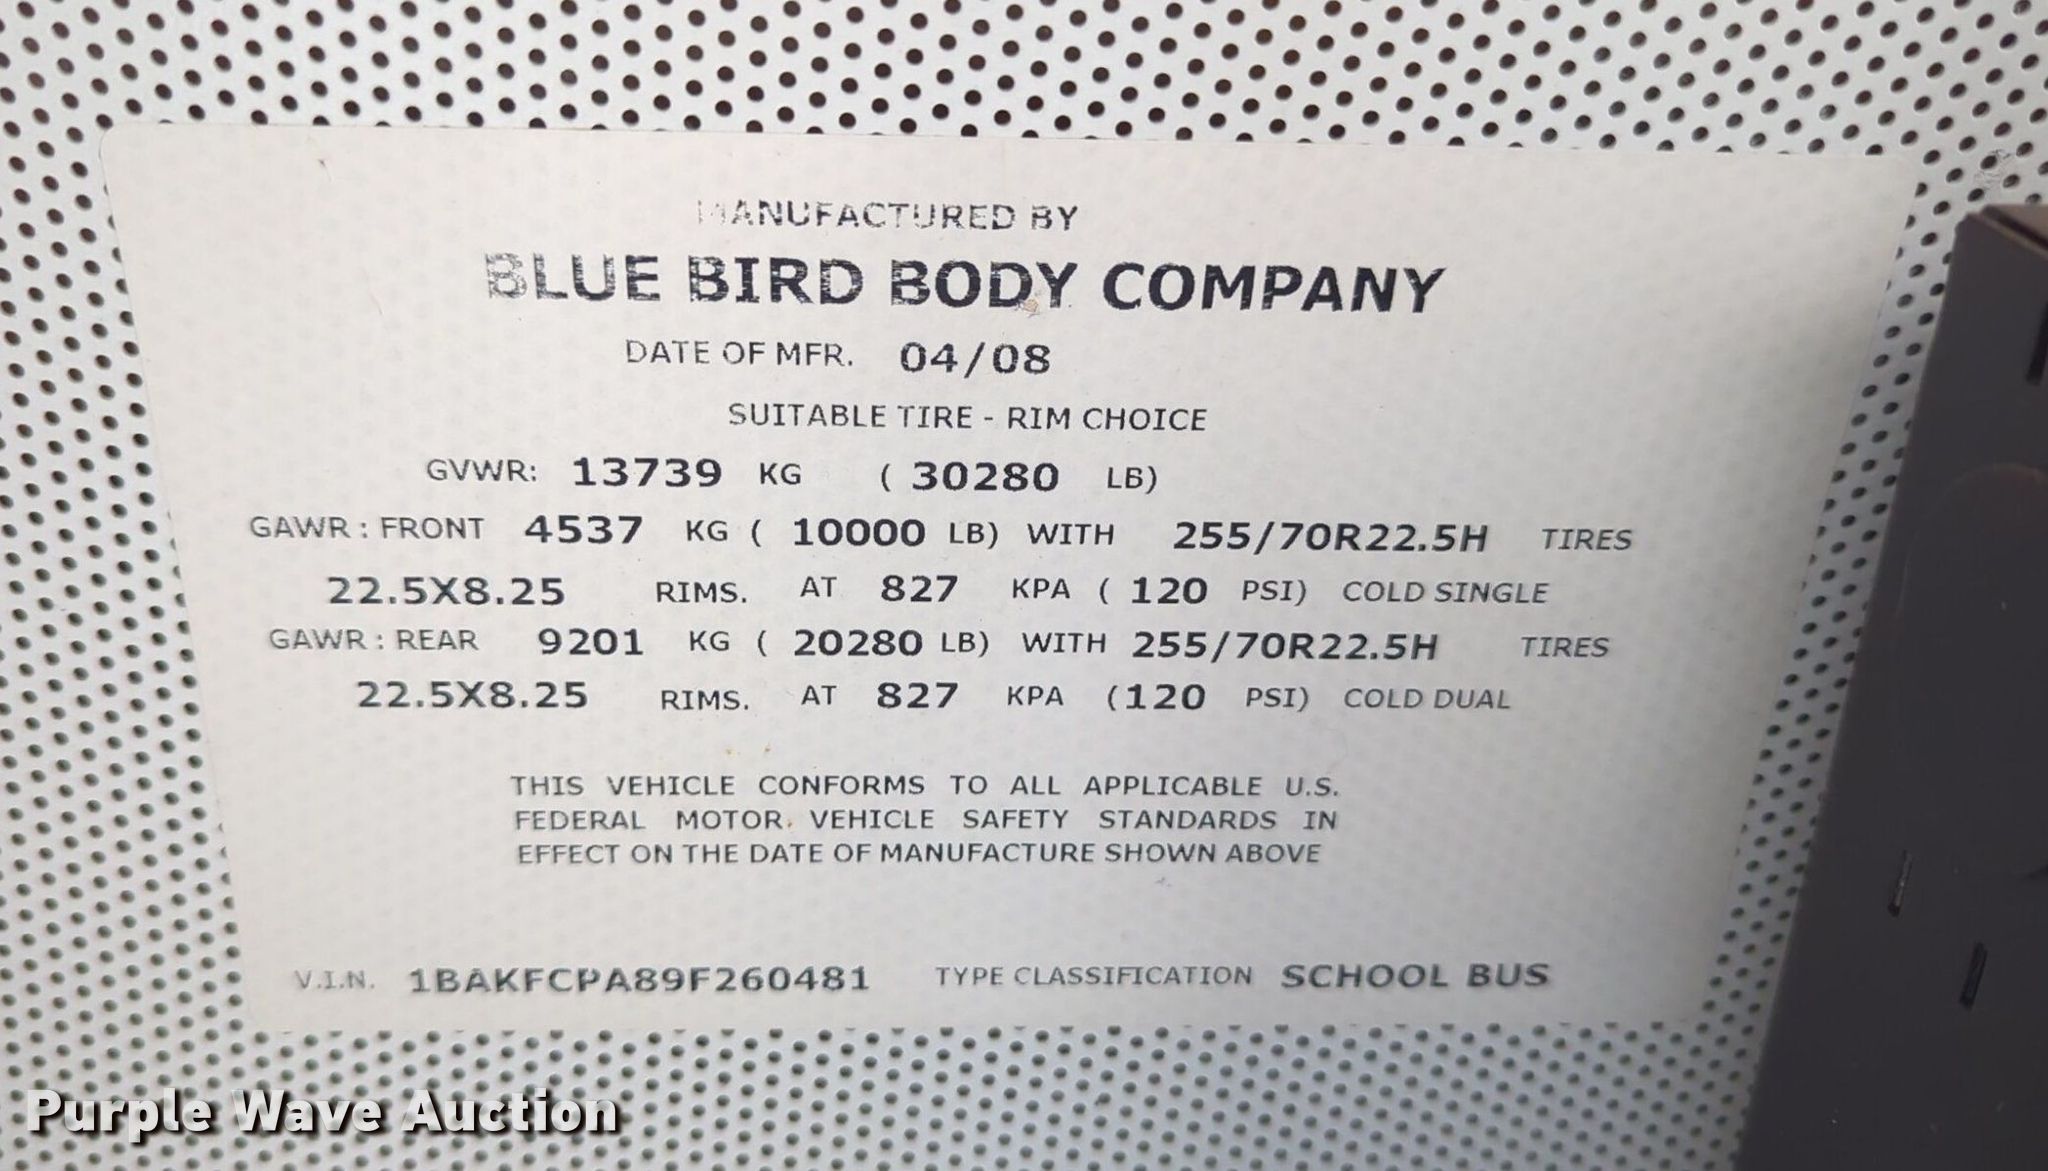 MANUFACTURED BY
BLUE BIRD BODY COMPANY
DATE OF MFR. 04/08
SUITABLE TIRE - RIM CHOICE
GVWR: 13739 KG ( 30280 LB)
GAWR : FRONT 4537 KG ( 10000 LB) WITH 255/70R22.5H TIRES
22.5X8.25 RIMS. AT 827 KPA ( 120 PSI) COLD SINGLE
GAWR : REAR 9201 KG ( 20280 LB) WITH 255/70R22.5H TIRES
22.5X8.25 RIMS. AT 827 KPA (120 PSI) COLD DUAL
THIS VEHICLE CONFORMS TO ALL APPLICABLE U.S.
FEDERAL MOTOR VEHICLE SAFETY STANDARDS IN
EFFECT ON THE DATE OF MANUFACTURE SHOWN ABOVE
V.I.N. 1BAKFCPA89F260481 TYPE CLASSIFICATION SCHOOL BUS
Purple Wave Auction